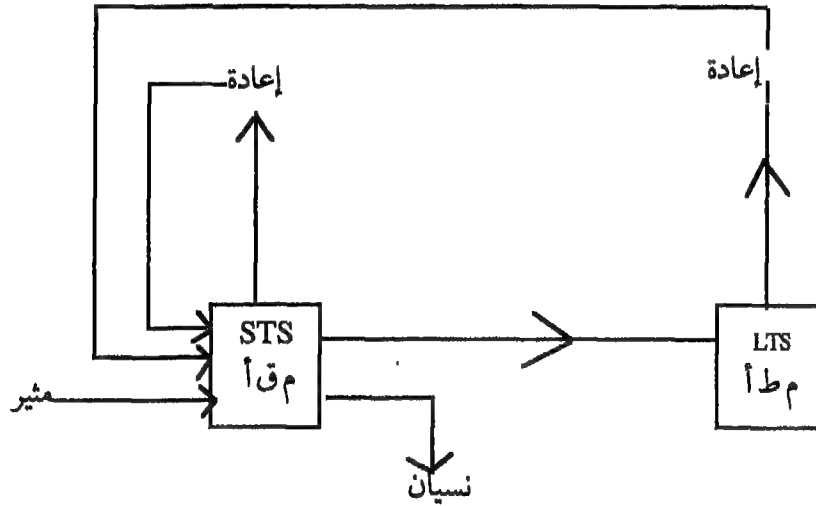 إعادة
إعادة
STS
م ق أ
LTS
م ط أ
مثير
نسيان